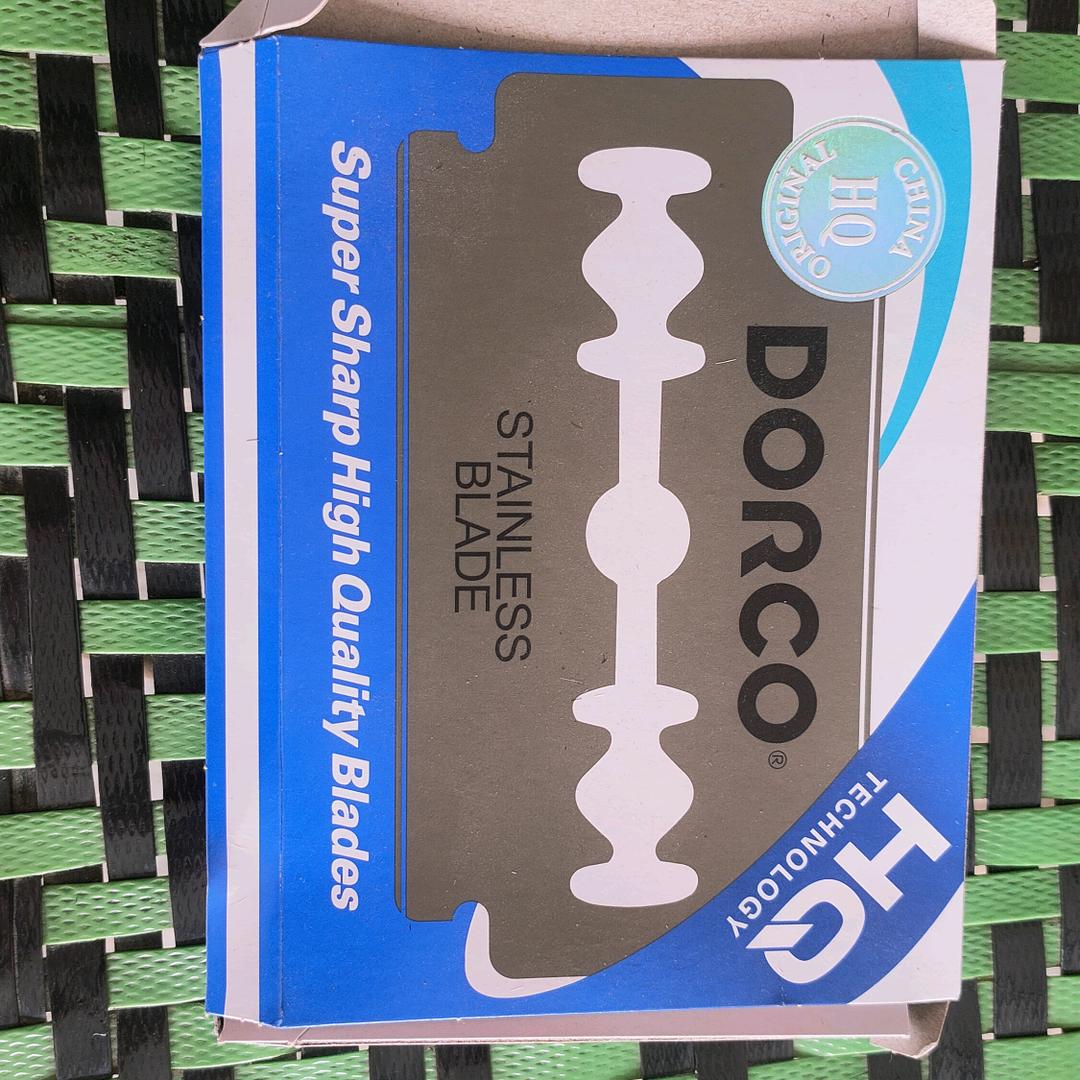 ORIGINAL
HQ
CHINA
DORCO®
STAINLESS
BLADE
Super Sharp High Quality Blades
HQ
TECHNOLOGY